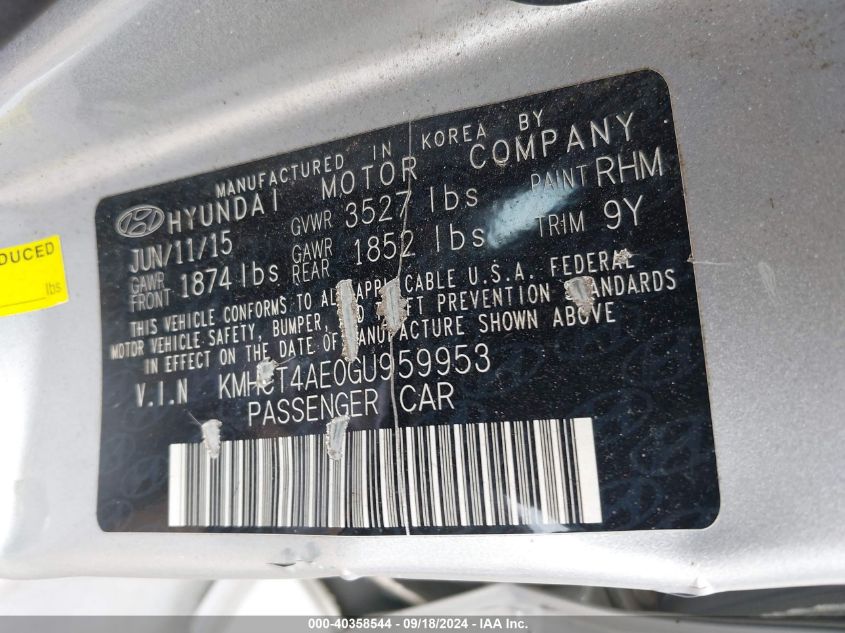 MANUFACTURED IN KOREA BY
HYUNDAI MOTOR COMPANY
JUN/11/15 GVWR 3527 lbs PAINT RHM
GAWR FRONT 1874 lbs GAWR REAR 1852 lbs TRIM 9Y
THIS VEHICLE CONFORMS TO ALL APPLICABLE U.S.A. FEDERAL
MOTOR VEHICLE SAFETY, BUMPER, AND THEFT PREVENTION STANDARDS
IN EFFECT ON THE DATE OF MANUFACTURE SHOWN ABOVE
V.I.N KMHCT4AE0GU959953
PASSENGER CAR
DUCED
lbs
000-40358544 - 09/18/2024 - IAA Inc.